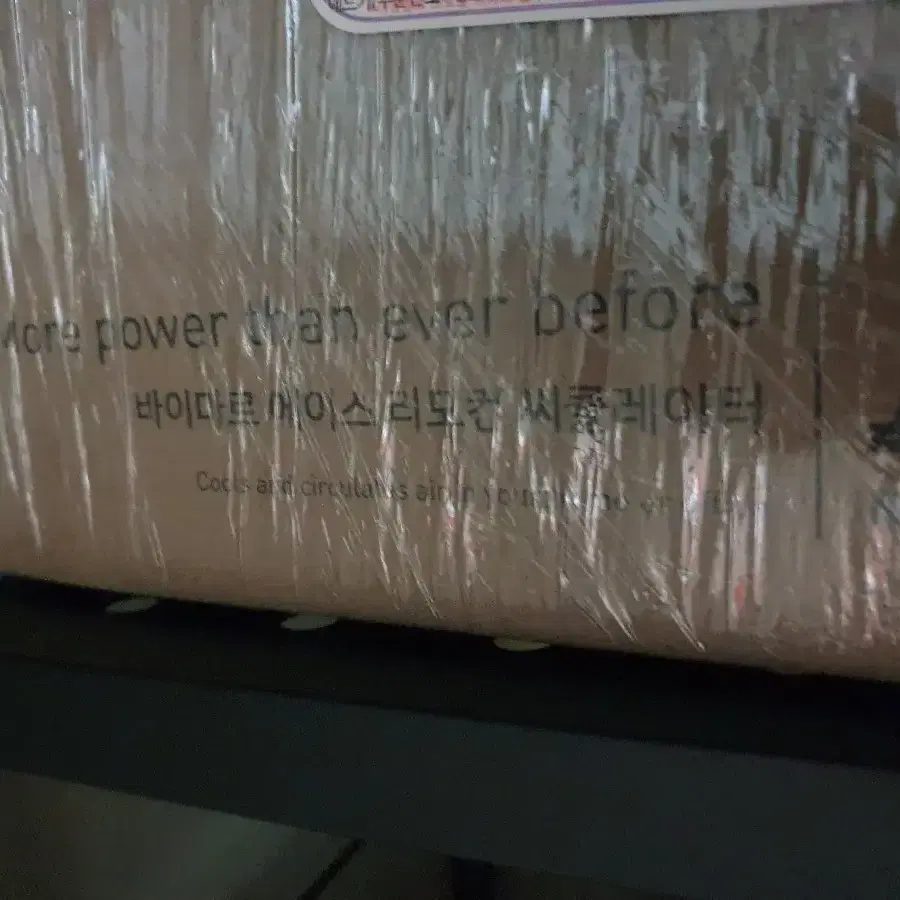 More power than ever before
바이마르 에이스 리모컨 써큘레이터
Cools and circulates air in your